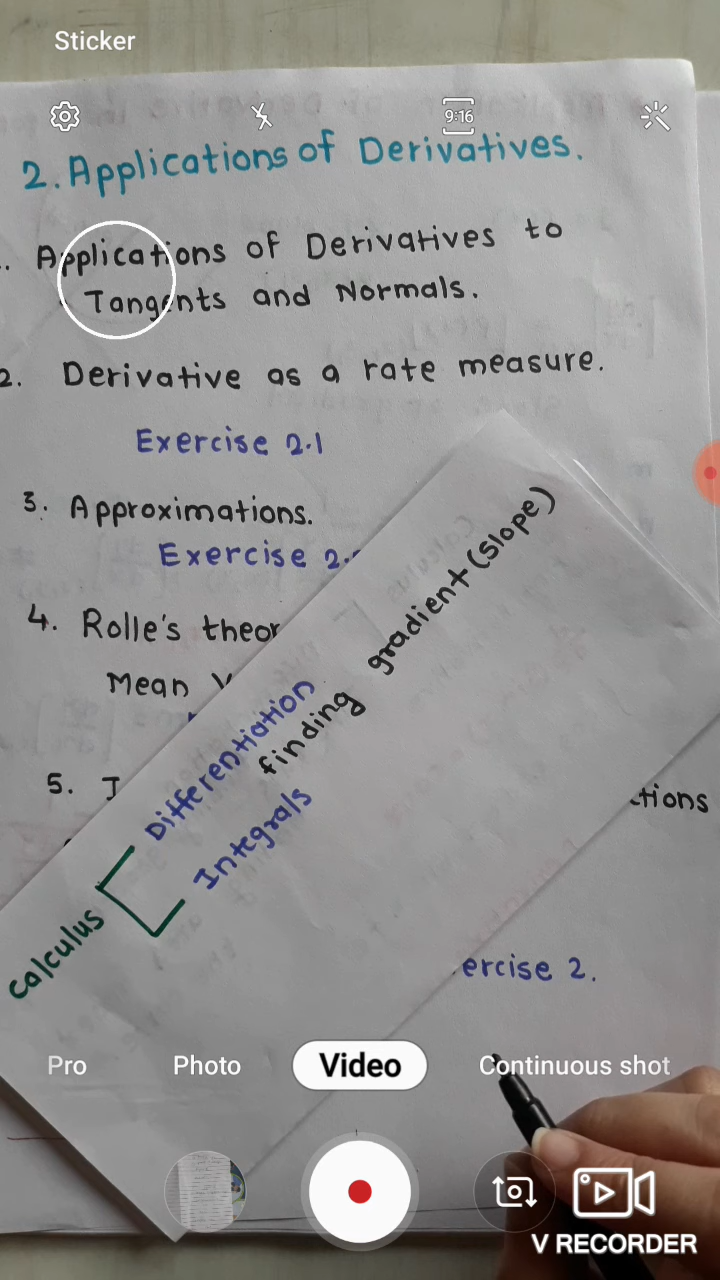 Sticker
9:16
2. Applications of Derivatives.
Applications of Derivatives to
Tangents and Normals.
2. Derivative as a rate measure.
Exercise 2.1
3. Approximations.
Exercise 2.
4. Rolle's theor
Mean V
5. I
tions
ercise 2.
calculus
Differentiation
finding gradient (slope)
Integrals
Pro
Photo
Video
Continuous shot
V RECORDER